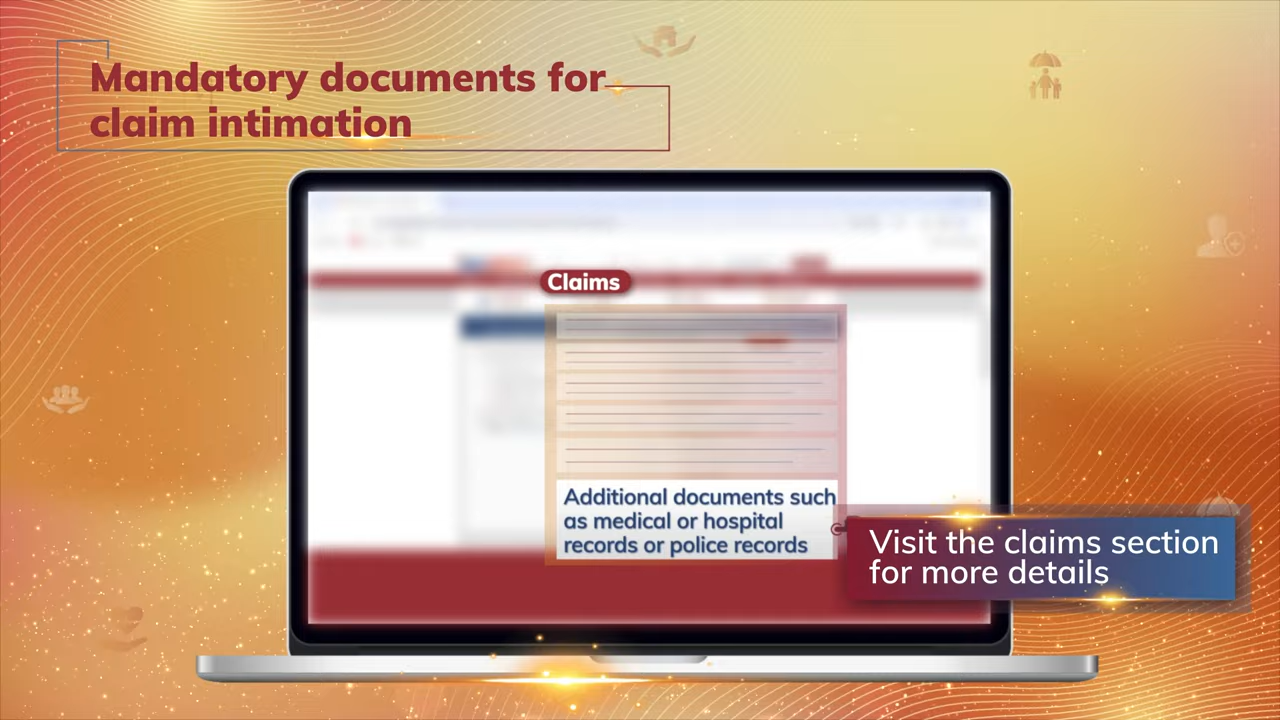 Mandatory documents for
claim intimation
Claims
Additional documents such
as medical or hospital
records or police records
Visit the claims section
for more details